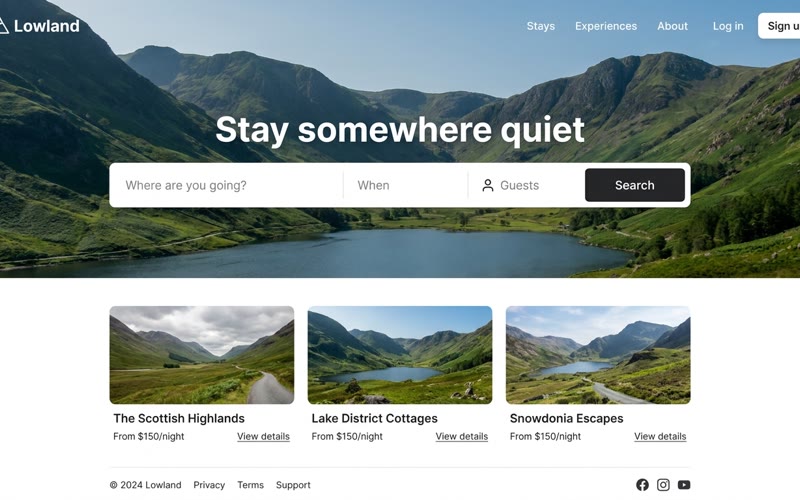 Lowland
Stays Experiences About Log in Sign u
Stay somewhere quiet
Where are you going? When Guests Search
The Scottish Highlands
From $150/night View details
Lake District Cottages
From $150/night View details
Snowdonia Escapes
From $150/night View details
© 2024 Lowland Privacy Terms Support